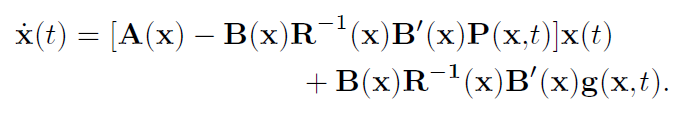 ẋ(t) = [A(x) − B(x)R⁻¹(x)B′(x)P(x,t)]x(t)
+ B(x)R⁻¹(x)B′(x)g(x,t).